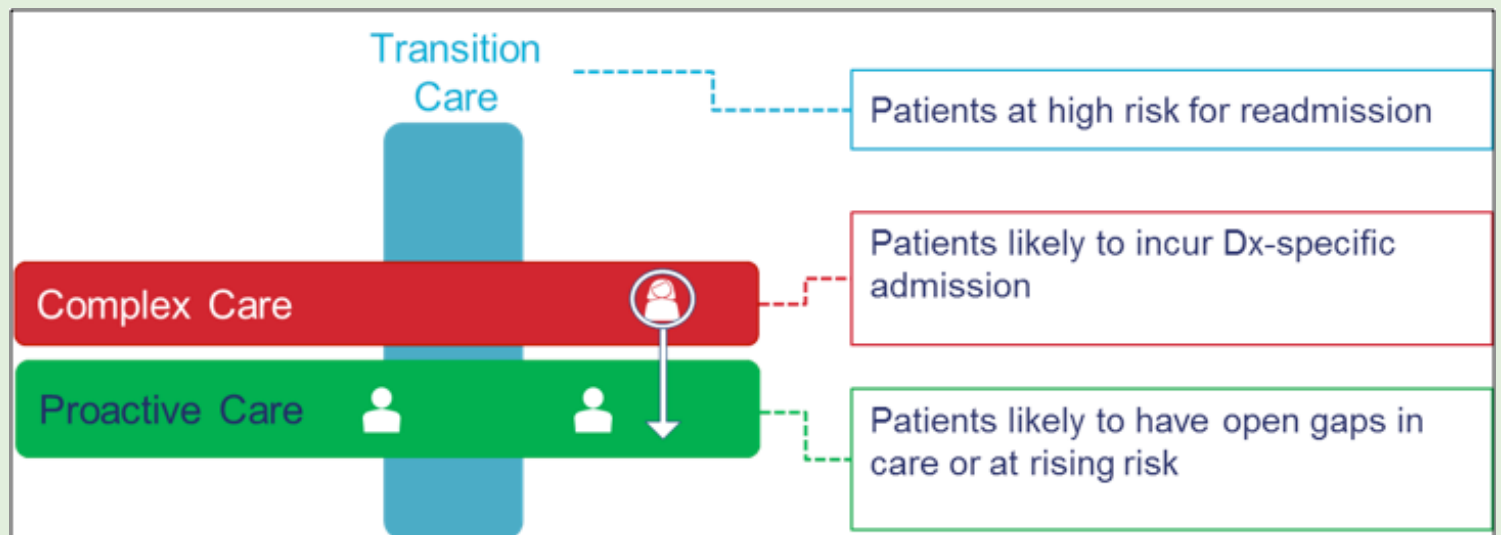 Transition
Care
Patients at high risk for readmission
Complex Care
Patients likely to incur Dx-specific
admission
Proactive Care
Patients likely to have open gaps in
care or at rising risk